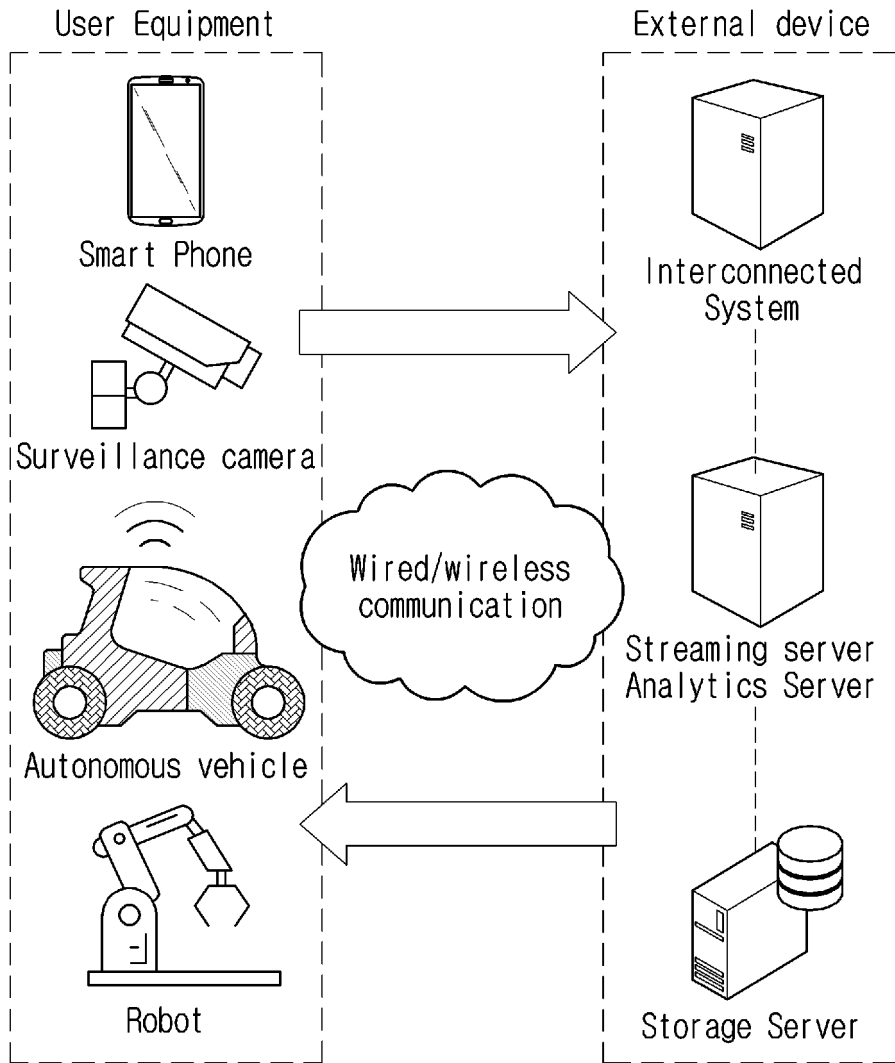 User Equipment
External device
Smart Phone
Surveillance camera
Autonomous vehicle
Robot
Wired/wireless
communication
Interconnected
System
Streaming server
Analytics Server
Storage Server